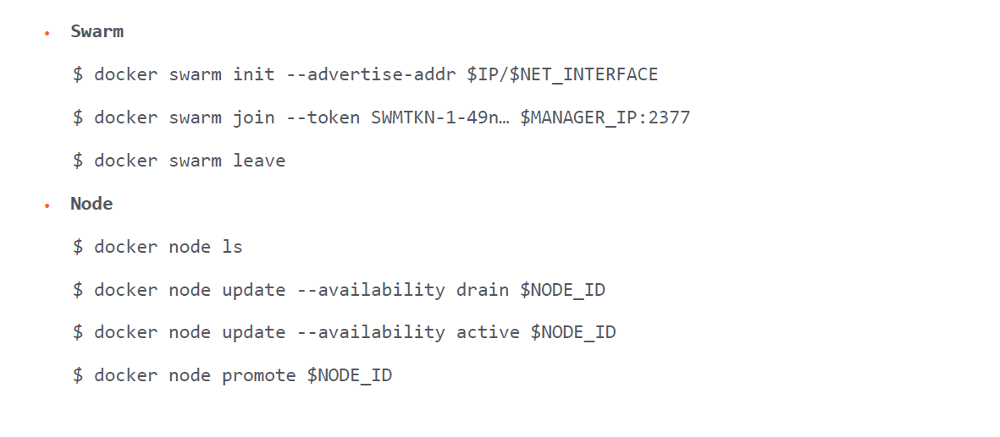 • Swarm
$ docker swarm init --advertise-addr $IP/$NET_INTERFACE
$ docker swarm join --token SWMTKN-1-49n… $MANAGER_IP:2377
$ docker swarm leave
• Node
$ docker node ls
$ docker node update --availability drain $NODE_ID
$ docker node update --availability active $NODE_ID
$ docker node promote $NODE_ID